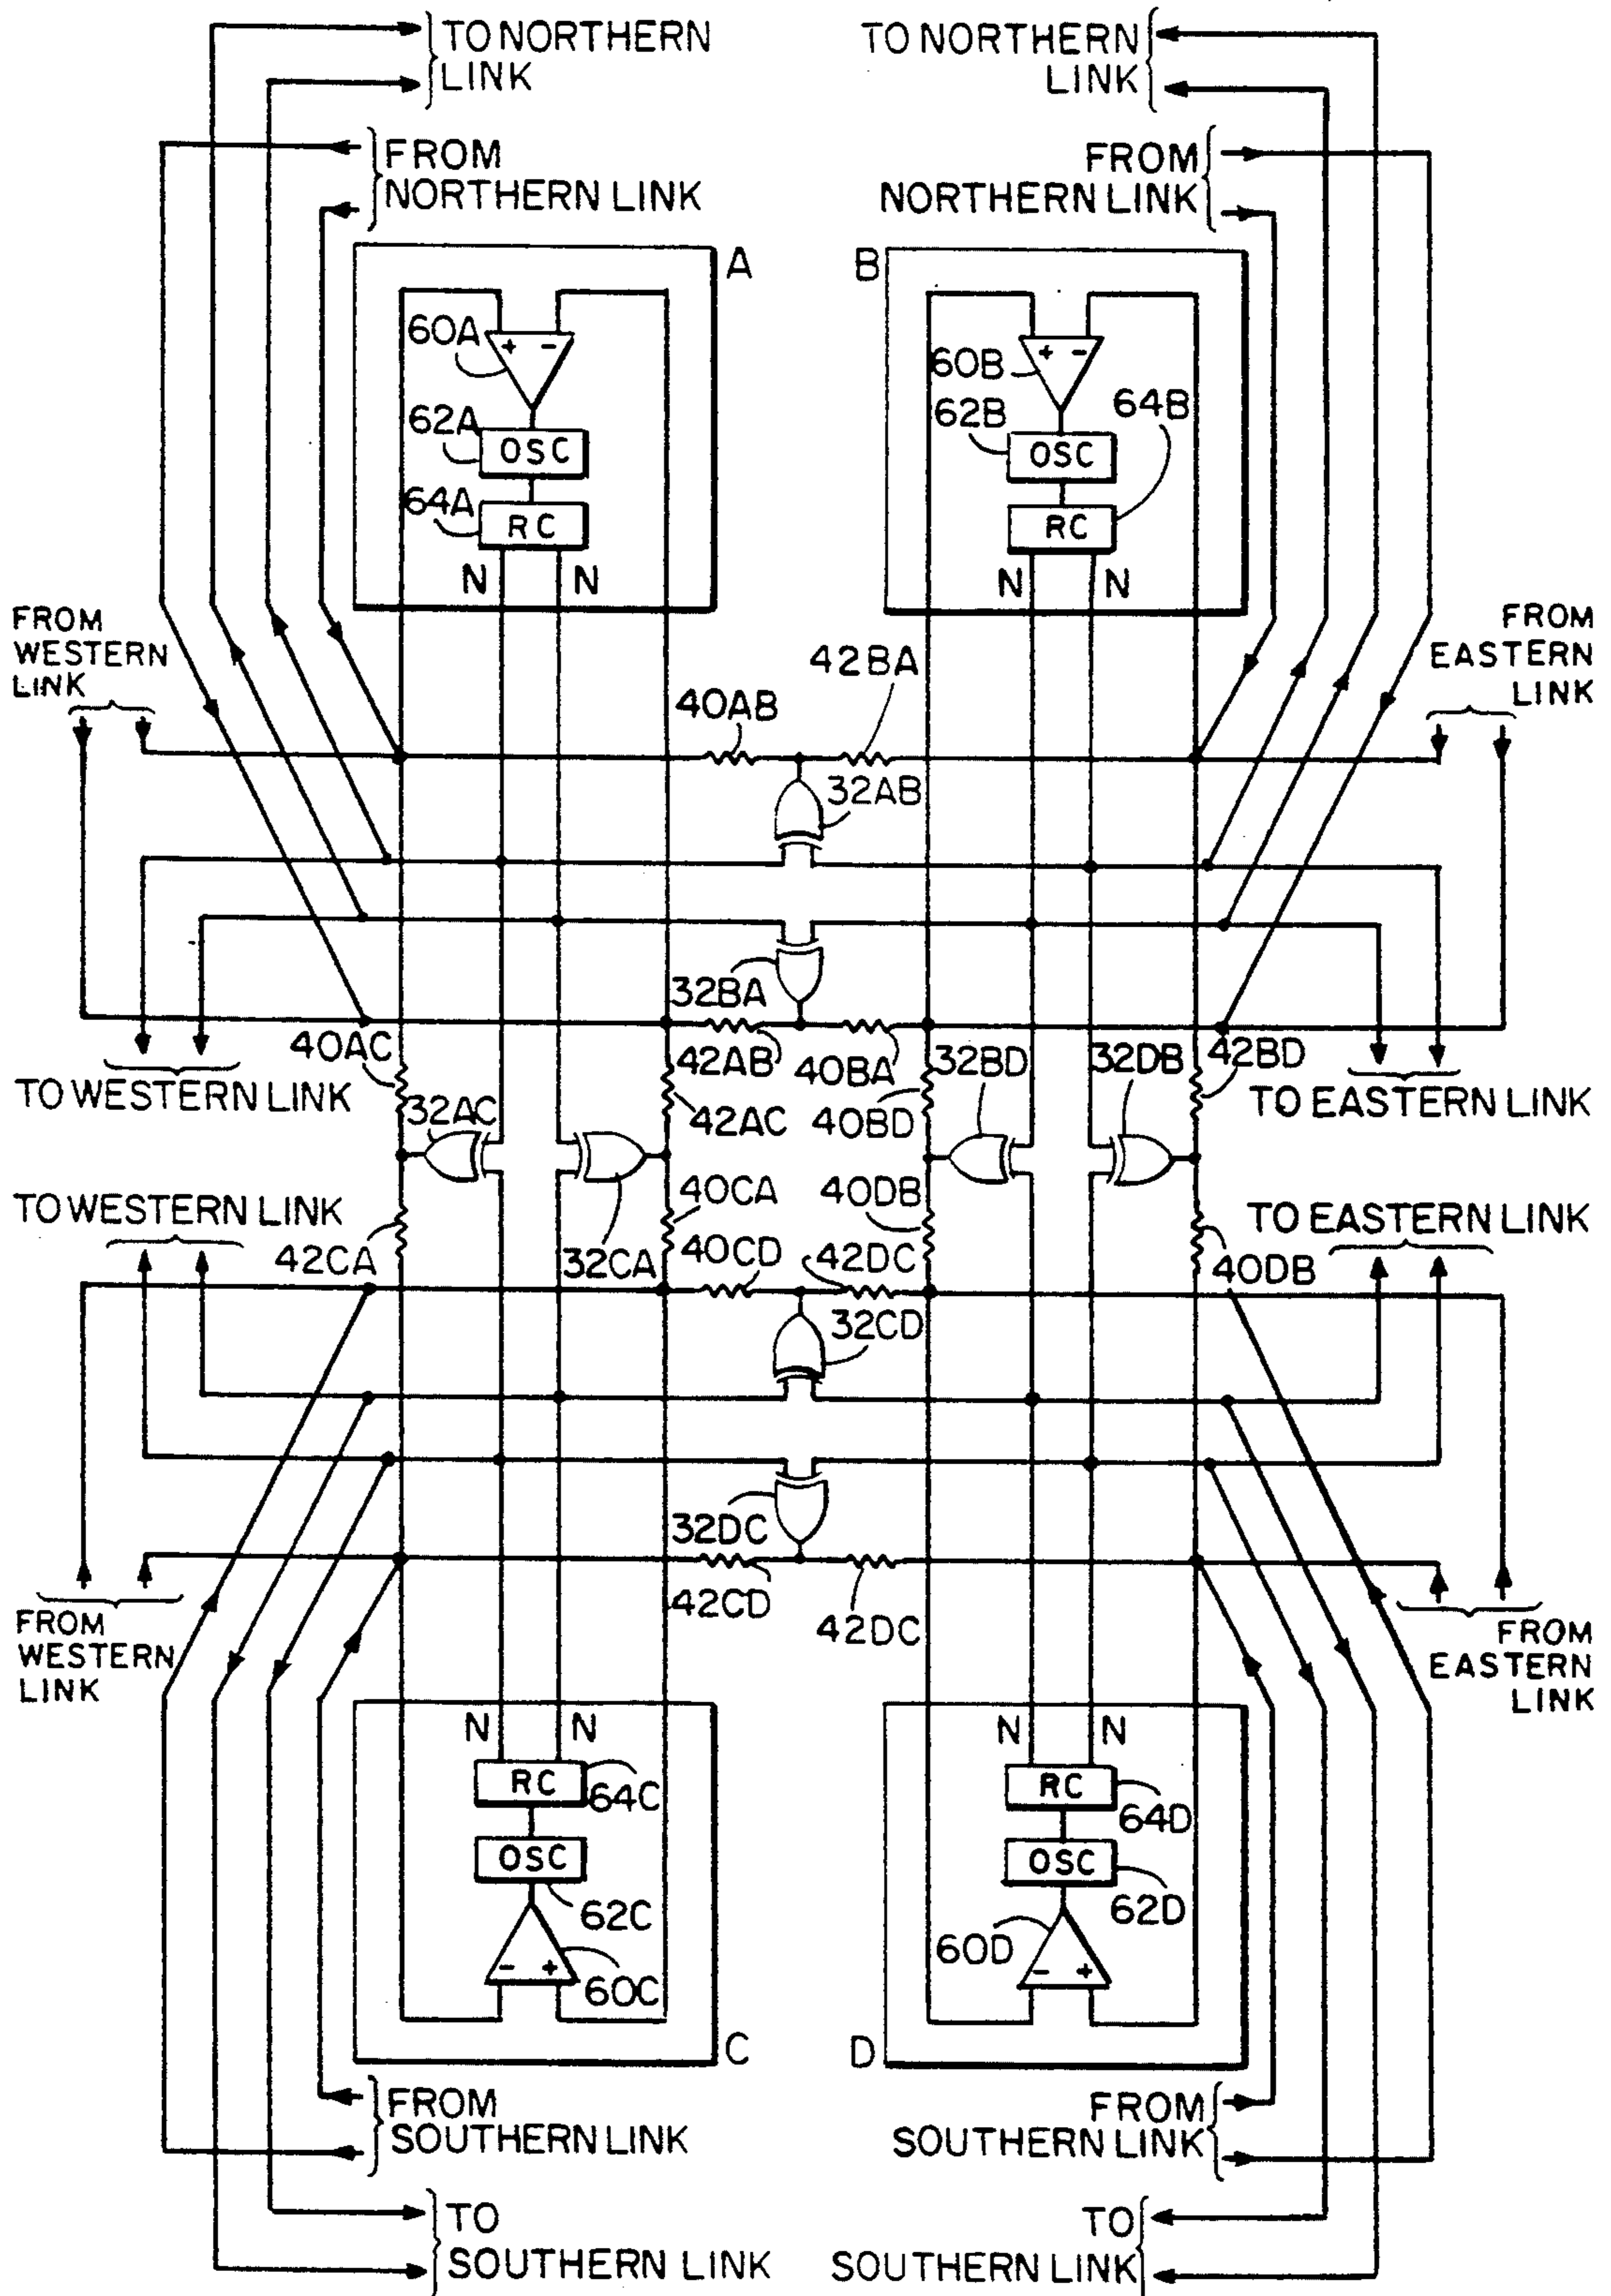 TO NORTHERN
LINK
TO NORTHERN
LINK
FROM
NORTHERN LINK
FROM
NORTHERN LINK
A
B
60A
+ -
60B
+ -
62A
OSC
62B
OSC
64B
64A
RC
RC
N N
N N
FROM
WESTERN
LINK
FROM
EASTERN
LINK
42BA
40AB
32AB
32BA
40AC
42AB
40BA
32BD
32DB
42BD
TO WESTERN LINK
TO EASTERN LINK
32AC
42AC
40BD
40CA
40DB
TO WESTERN LINK
TO EASTERN LINK
42CA
32CA
40CD
42DC
40DB
32CD
32DC
42CD
42DC
FROM
WESTERN
LINK
FROM
EASTERN
LINK
N N
N N
RC
64C
RC
64D
OSC
62C
OSC
62D
- +
60C
60D
- +
C
D
FROM
SOUTHERN LINK
FROM
SOUTHERN LINK
TO
SOUTHERN LINK
TO
SOUTHERN LINK